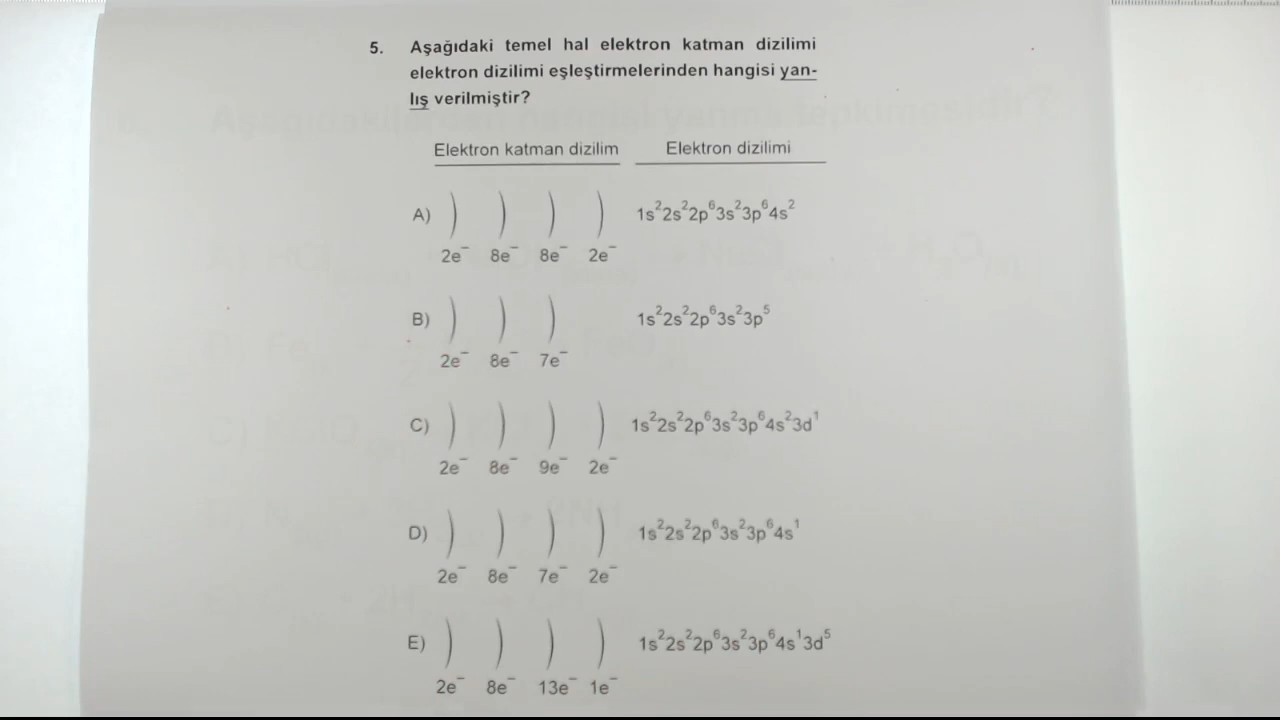 5. Aşağıdaki temel hal elektron katman dizilimi
elektron dizilimi eşleştirmelerinden hangisi yan-
lış verilmiştir?
Elektron katman dizilim Elektron dizilimi
A) ) ) ) ) 1s²2s²2p⁶3s²3p⁶4s²
2e⁻ 8e⁻ 8e⁻ 2e⁻
B) ) ) ) 1s²2s²2p⁶3s²3p⁵
2e⁻ 8e⁻ 7e⁻
C) ) ) ) ) 1s²2s²2p⁶3s²3p⁶4s²3d¹
2e⁻ 8e⁻ 9e⁻ 2e⁻
D) ) ) ) ) 1s²2s²2p⁶3s²3p⁶4s¹
2e⁻ 8e⁻ 7e⁻ 2e⁻
E) ) ) ) ) 1s²2s²2p⁶3s²3p⁶4s¹3d⁵
2e⁻ 8e⁻ 13e⁻ 1e⁻